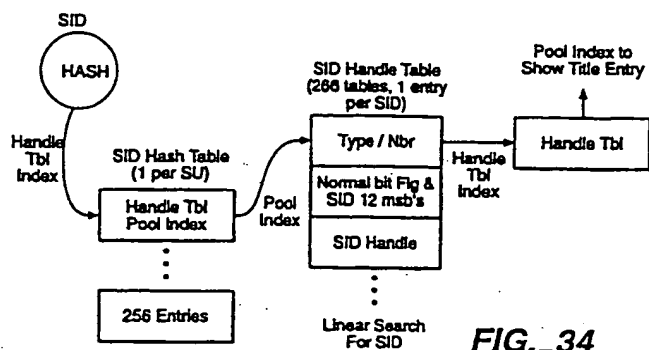 SID
HASH
Handle
Tbl
Index
SID Hash Table
(1 per SU)
Handle Tbl
Pool Index
256 Entries
Pool
Index
SID Handle Table
(266 tables, 1 entry
per SID)
Type / Nbr
Normal bit Flg &
SID 12 msb's
SID Handle
Linear Search
For SID
Handle
Tbl
Index
Pool Index to
Show Title Entry
Handle Tbl
FIG._34